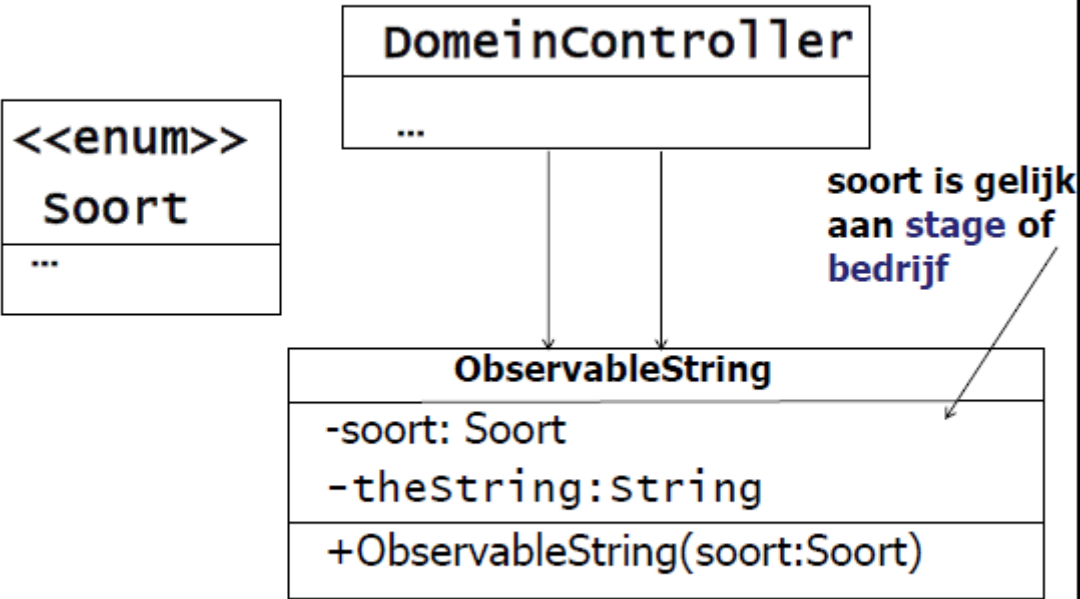 DomeinController
...
<<enum>>
Soort
...
soort is gelijk
aan stage of
bedrijf
ObservableString
-soort: Soort
-theString:String
+ObservableString(soort:Soort)